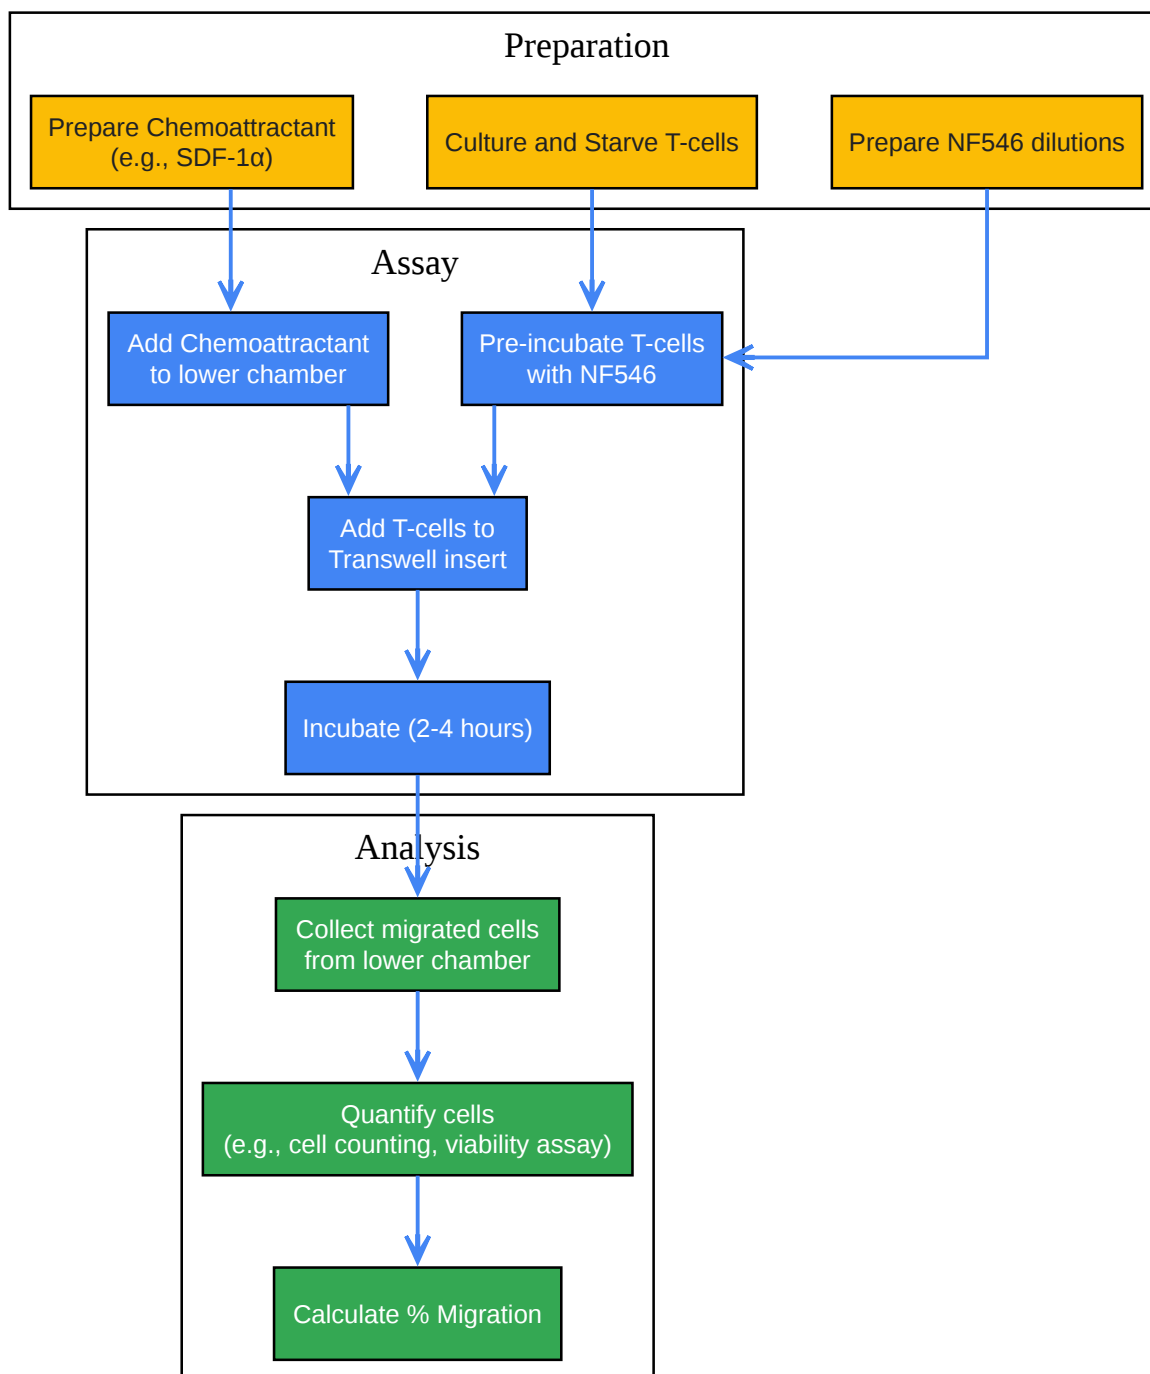 Preparation
Prepare Chemoattractant
(e.g., SDF-1α)
Culture and Starve T-cells
Prepare NF546 dilutions
Assay
Add Chemoattractant
to lower chamber
Pre-incubate T-cells
with NF546
Add T-cells to
Transwell insert
Incubate (2-4 hours)
Analysis
Collect migrated cells
from lower chamber
Quantify cells
(e.g., cell counting, viability assay)
Calculate % Migration